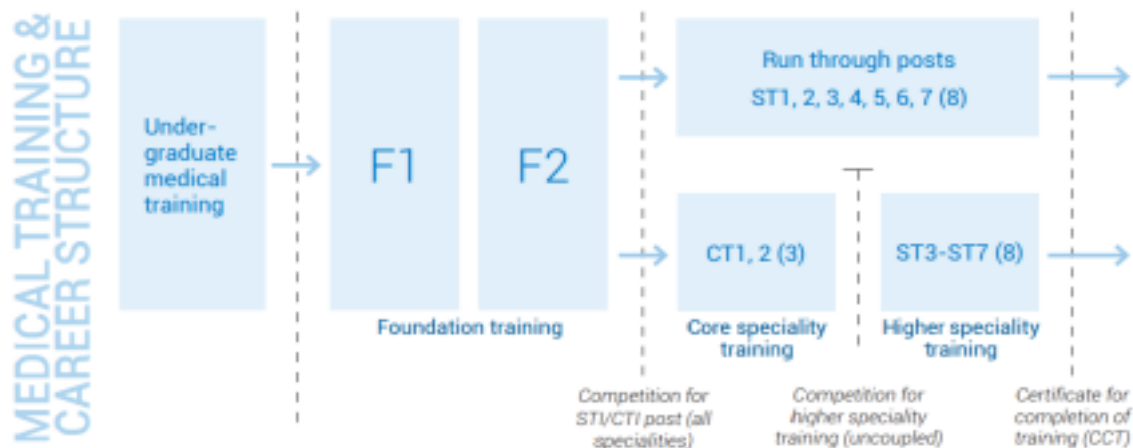 MEDICAL TRAINING &
CAREER STRUCTURE
Under-
graduate
medical
training
F1
F2
Foundation training
Run through posts
ST1, 2, 3, 4, 5, 6, 7 (8)
CT1, 2 (3)
Core speciality
training
ST3-ST7 (8)
Higher speciality
training
Competition for
STI/CTI post (all
specialities)
Competition for
higher speciality
training (uncoupled)
Certificate for
completion of
training (CCT)